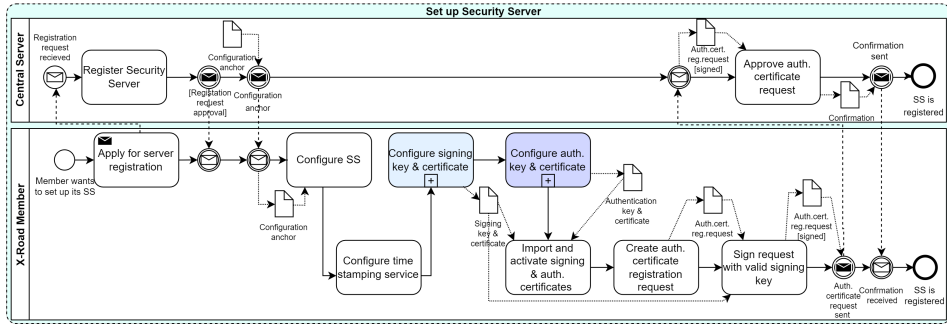 Set up Security Server
Central Server
Registration
request
recieved
Register Security
Server
[Registation
request
approval]
Configuration
anchor
Configuration
anchor
Auth.cert.
reg.request
[signed]
Approve auth.
certificate
request
Confirmation
Confirmation
sent
SS is
registered
X-Road Member
Member wants
to set up its SS
Apply for server
registration
Configuration
anchor
Configure SS
Configure time
stamping service
Configure signing
key & certificate
Signing
key &
certificate
Configure auth.
key & certificate
Authentication
key &
certificate
Import and
activate signing
& auth.
certificates
Create auth.
certificate
registration
request
Auth.cert.
reg.request
Sign request
with valid signing
key
Auth.cert.
reg.request
[signed]
Auth.
certificate
request
sent
Confrmation
received
SS is
registered